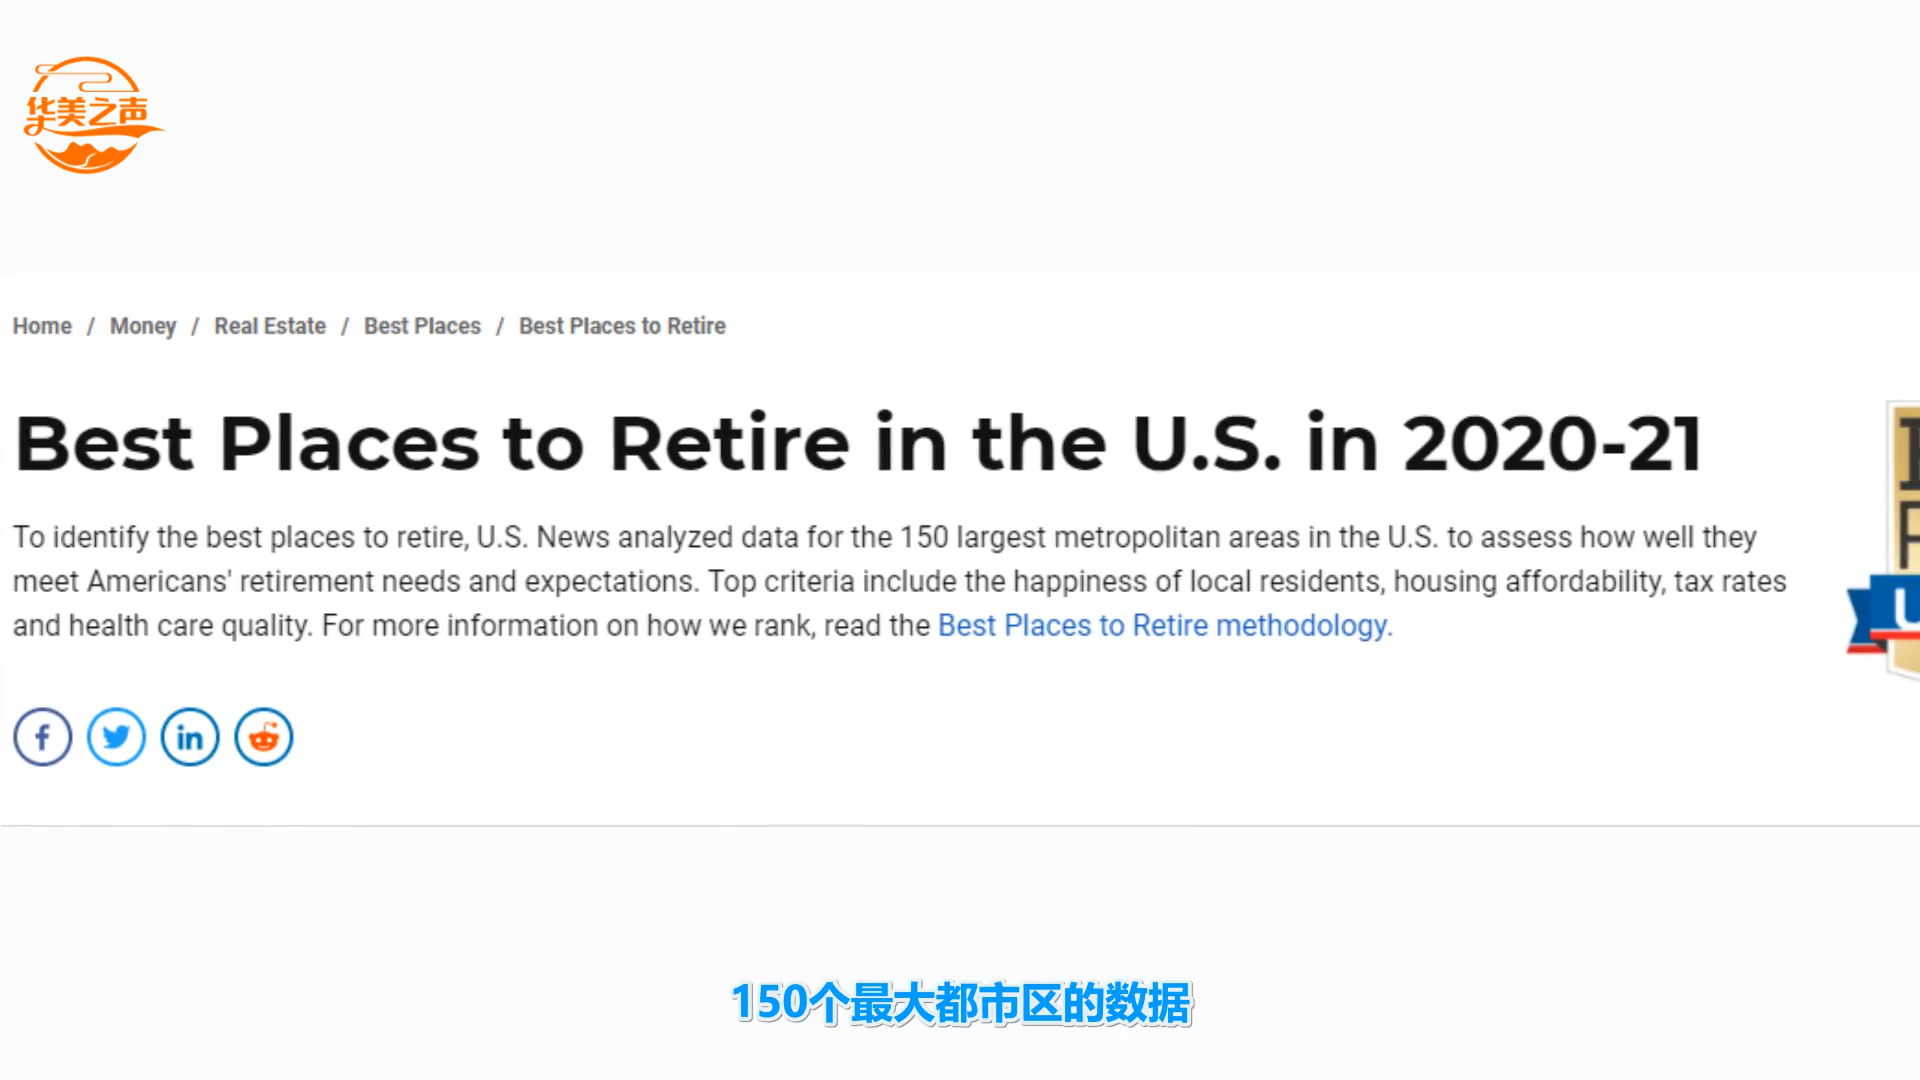 华美之声
Home / Money / Real Estate / Best Places / Best Places to Retire
Best Places to Retire in the U.S. in 2020-21
To identify the best places to retire, U.S. News analyzed data for the 150 largest metropolitan areas in the U.S. to assess how well they
meet Americans' retirement needs and expectations. Top criteria include the happiness of local residents, housing affordability, tax rates
and health care quality. For more information on how we rank, read the Best Places to Retire methodology.
150个最大都市区的数据